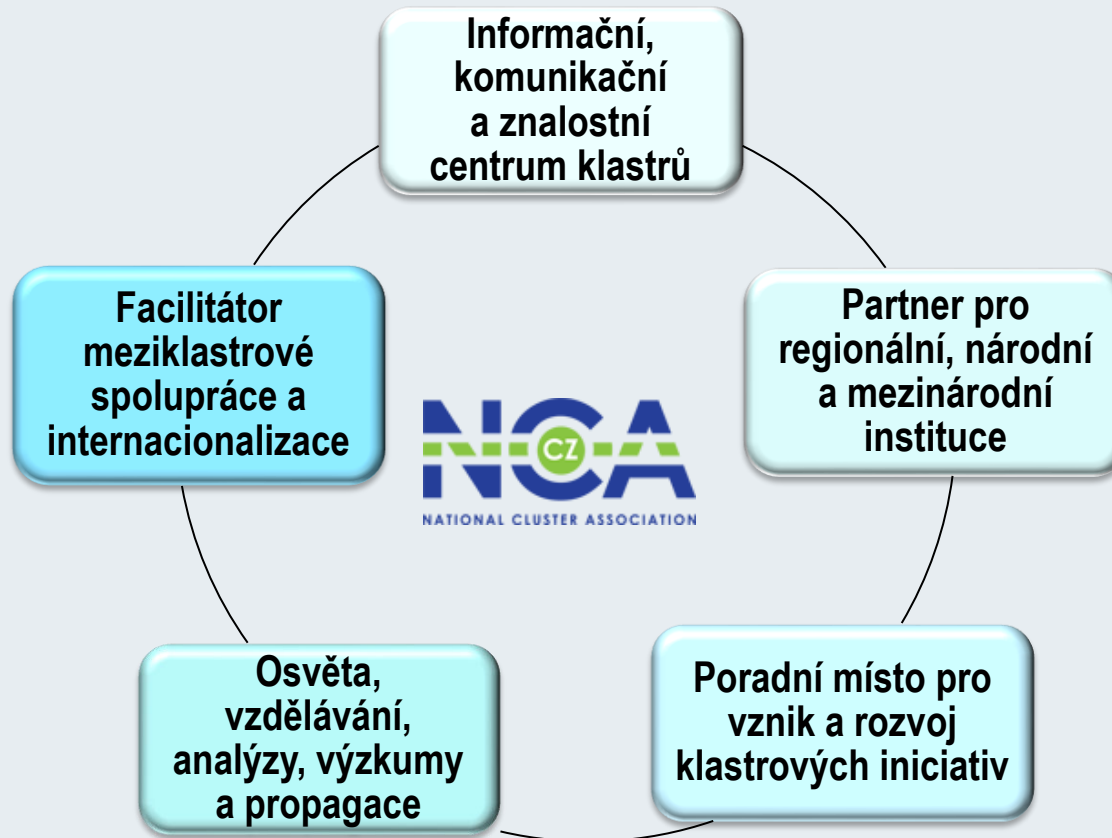 Informační,
komunikační
a znalostní
centrum klastrů
Facilitátor
meziklastrové
spolupráce a
internacionalizace
Partner pro
regionální, národní
a mezinárodní
instituce
NCA
CZ
NATIONAL CLUSTER ASSOCIATION
Osvěta,
vzdělávání,
analýzy, výzkumy
a propagace
Poradní místo pro
vznik a rozvoj
klastrových iniciativ